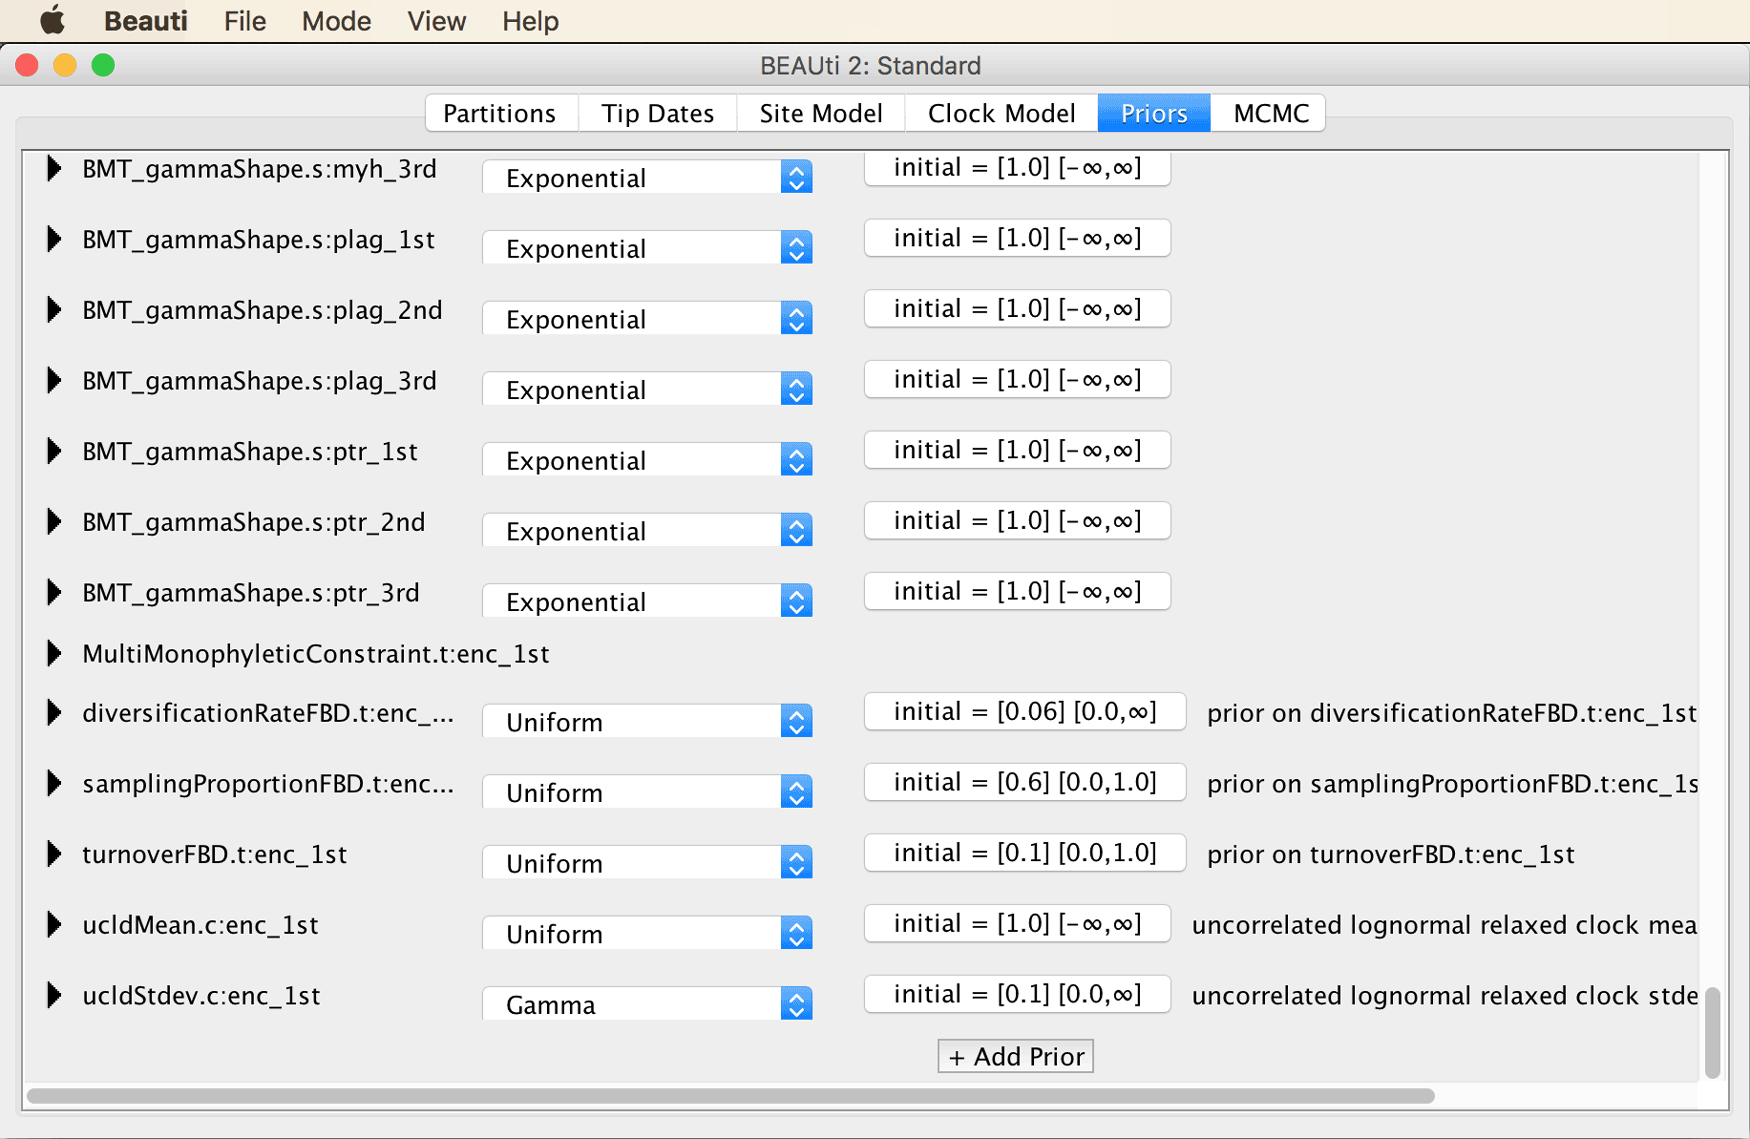 Beauti File Mode View Help
BEAUti 2: Standard
Partitions Tip Dates Site Model Clock Model Priors MCMC
BMT_gammaShape.s:myh_3rd Exponential initial = [1.0] [-∞,∞]
BMT_gammaShape.s:plag_1st Exponential initial = [1.0] [-∞,∞]
BMT_gammaShape.s:plag_2nd Exponential initial = [1.0] [-∞,∞]
BMT_gammaShape.s:plag_3rd Exponential initial = [1.0] [-∞,∞]
BMT_gammaShape.s:ptr_1st Exponential initial = [1.0] [-∞,∞]
BMT_gammaShape.s:ptr_2nd Exponential initial = [1.0] [-∞,∞]
BMT_gammaShape.s:ptr_3rd Exponential initial = [1.0] [-∞,∞]
MultiMonophyleticConstraint.t:enc_1st
diversificationRateFBD.t:enc_... Uniform initial = [0.06] [0.0,∞] prior on diversificationRateFBD.t:enc_1st
samplingProportionFBD.t:enc... Uniform initial = [0.6] [0.0,1.0] prior on samplingProportionFBD.t:enc_1s
turnoverFBD.t:enc_1st Uniform initial = [0.1] [0.0,1.0] prior on turnoverFBD.t:enc_1st
ucldMean.c:enc_1st Uniform initial = [1.0] [-∞,∞] uncorrelated lognormal relaxed clock mea
ucldStdev.c:enc_1st Gamma initial = [0.1] [0.0,∞] uncorrelated lognormal relaxed clock stde
+ Add Prior